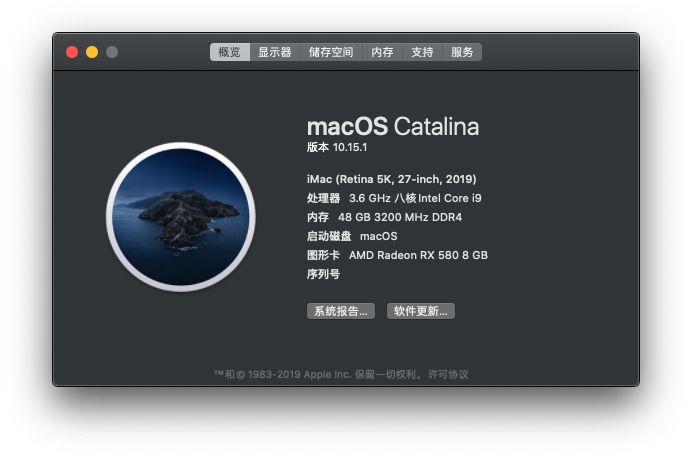 概览 显示器 储存空间 内存 支持 服务
macOS Catalina
版本 10.15.1
iMac (Retina 5K, 27-inch, 2019)
处理器 3.6 GHz 八核Intel Core i9
内存 48 GB 3200 MHz DDR4
启动磁盘 macOS
图形卡 AMD Radeon RX 580 8 GB
序列号
系统报告... 软件更新...
™和© 1983-2019 Apple Inc. 保留一切权利。许可协议